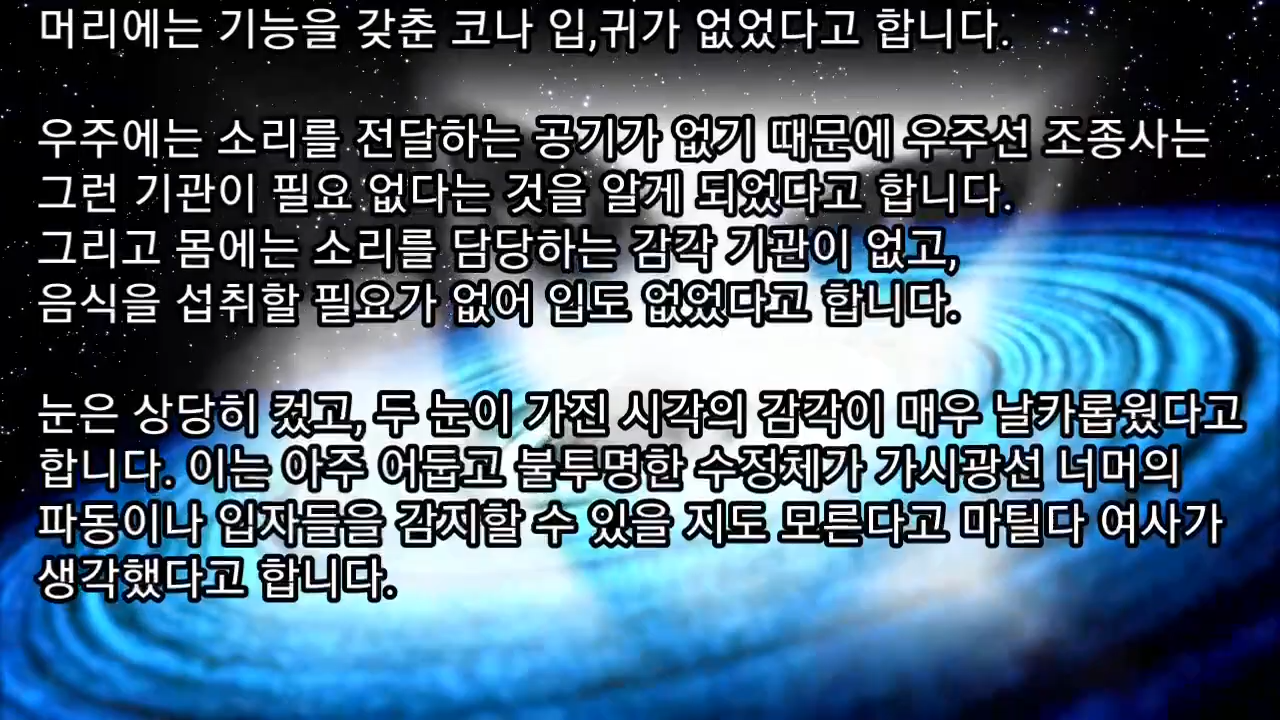 머리에는 기능을 갖춘 코나 입,귀가 없었다고 합니다.
우주에는 소리를 전달하는 공기가 없기 때문에 우주선 조종사는
그런 기관이 필요 없다는 것을 알게 되었다고 합니다.
그리고 몸에는 소리를 담당하는 감각 기관이 없고,
음식을 섭취할 필요가 없어 입도 없었다고 합니다.
눈은 상당히 컸고, 두 눈이 가진 시각의 감각이 매우 날카롭웠다고
합니다. 이는 아주 어둡고 불투명한 수정체가 가시광선 너머의
파동이나 입자들을 감지할 수 있을 지도 모른다고 마틸다 여사가
생각했다고 합니다.